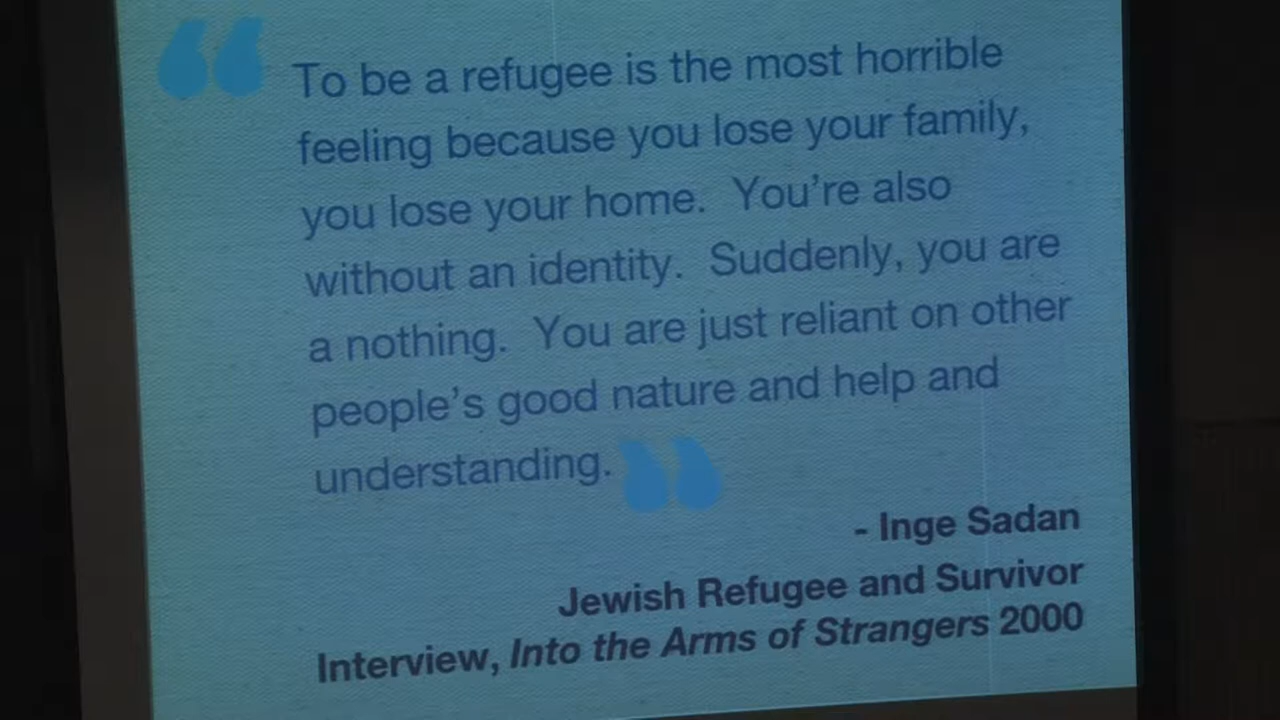 “To be a refugee is the most horrible
feeling because you lose your family,
you lose your home.  You’re also
without an identity.  Suddenly, you are
a nothing.  You are just reliant on other
people’s good nature and help and
understanding.”
- Inge Sadan
Jewish Refugee and Survivor
Interview, Into the Arms of Strangers 2000